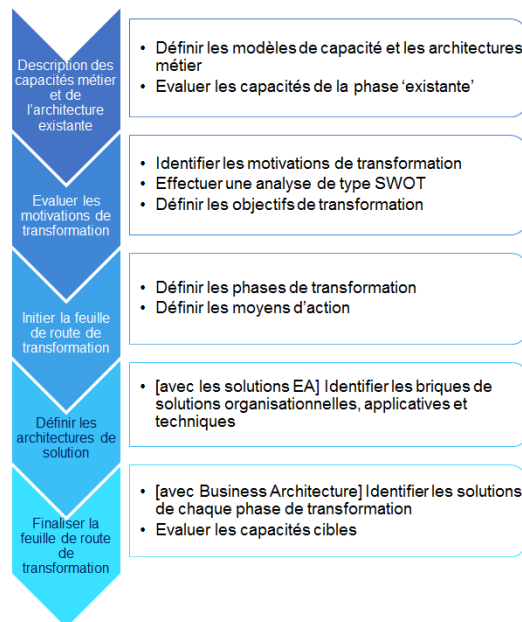 Description des
capacités métier et
de
l'architecture
existante
• Définir les modèles de capacité et les architectures
métier
• Evaluer les capacités de la phase ‘existante’
Evaluer les
motivations de
transformation
• Identifier les motivations de transformation
• Effectuer une analyse de type SWOT
• Définir les objectifs de transformation
Initier la feuille
de route de
transformation
• Définir les phases de transformation
• Définir les moyens d’action
Définir les
architectures de
solution
• [avec les solutions EA] Identifier les briques de
solutions organisationnelles, applicatives et
techniques
Finaliser la
feuille de route
de
transformation
• [avec Business Architecture] Identifier les solutions
de chaque phase de transformation
• Evaluer les capacités cibles